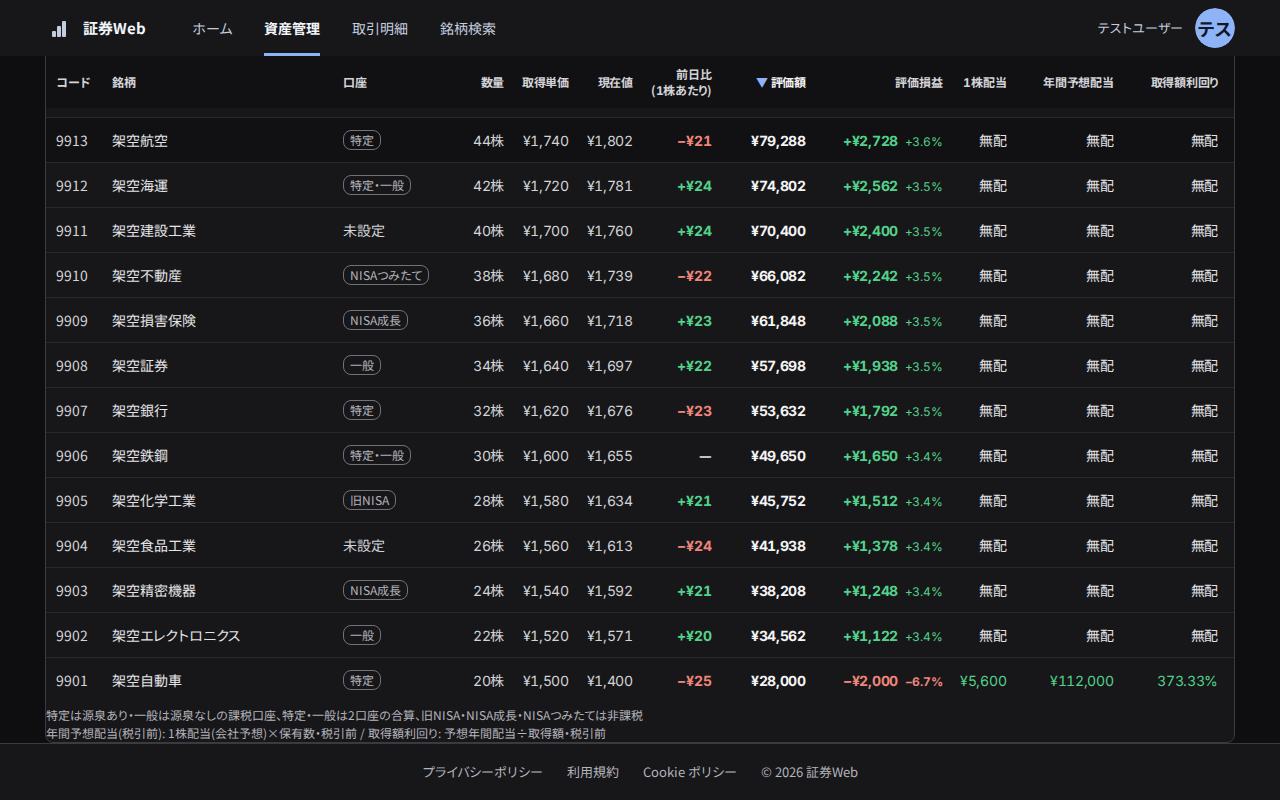 証券Web ホーム 資産管理 取引明細 銘柄検索 テストユーザー テス
コード 銘柄 口座 数量 取得単価 現在値 前日比 (1株あたり) ▼評価額 評価損益 1株配当 年間予想配当 取得額利回り
9913 架空航空 特定 44株 ¥1,740 ¥1,802 −¥21 ¥79,288 +¥2,728 +3.6% 無配 無配 無配
9912 架空海運 特定・一般 42株 ¥1,720 ¥1,781 +¥24 ¥74,802 +¥2,562 +3.5% 無配 無配 無配
9911 架空建設工業 未設定 40株 ¥1,700 ¥1,760 +¥24 ¥70,400 +¥2,400 +3.5% 無配 無配 無配
9910 架空不動産 NISAつみたて 38株 ¥1,680 ¥1,739 −¥22 ¥66,082 +¥2,242 +3.5% 無配 無配 無配
9909 架空損害保険 NISA成長 36株 ¥1,660 ¥1,718 +¥23 ¥61,848 +¥2,088 +3.5% 無配 無配 無配
9908 架空証券 一般 34株 ¥1,640 ¥1,697 +¥22 ¥57,698 +¥1,938 +3.5% 無配 無配 無配
9907 架空銀行 特定 32株 ¥1,620 ¥1,676 −¥23 ¥53,632 +¥1,792 +3.5% 無配 無配 無配
9906 架空鉄鋼 特定・一般 30株 ¥1,600 ¥1,655 — ¥49,650 +¥1,650 +3.4% 無配 無配 無配
9905 架空化学工業 旧NISA 28株 ¥1,580 ¥1,634 +¥21 ¥45,752 +¥1,512 +3.4% 無配 無配 無配
9904 架空食品工業 未設定 26株 ¥1,560 ¥1,613 −¥24 ¥41,938 +¥1,378 +3.4% 無配 無配 無配
9903 架空精密機器 NISA成長 24株 ¥1,540 ¥1,592 +¥21 ¥38,208 +¥1,248 +3.4% 無配 無配 無配
9902 架空エレクトロニクス 一般 22株 ¥1,520 ¥1,571 +¥20 ¥34,562 +¥1,122 +3.4% 無配 無配 無配
9901 架空自動車 特定 20株 ¥1,500 ¥1,400 −¥25 ¥28,000 −¥2,000 −6.7% ¥5,600 ¥112,000 373.33%
特定は源泉あり・一般は源泉なしの課税口座、特定・一般は2口座の合算、旧NISA・NISA成長・NISAつみたては非課税
年間予想配当(税引前): 1株配当(会社予想)×保有数・税引前 / 取得額利回り: 予想年間配当÷取得額・税引前
プライバシーポリシー 利用規約 Cookie ポリシー © 2026 証券Web